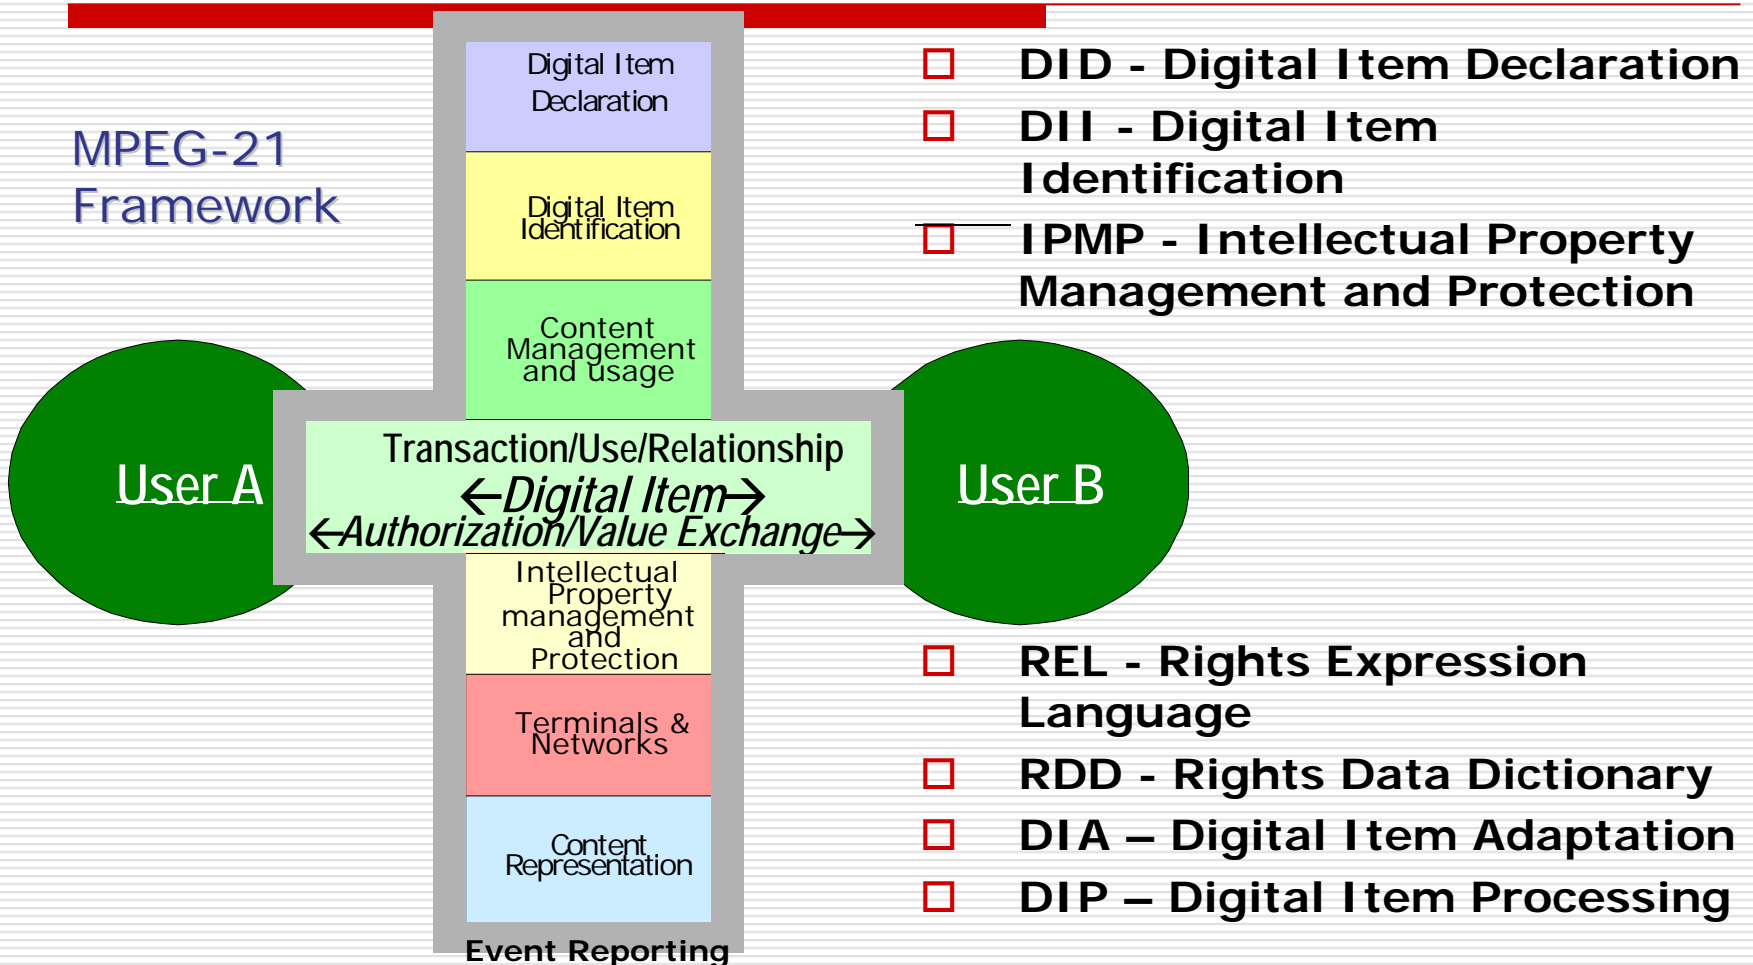 MPEG-21
Framework
Digital Item
Declaration
Digital Item
Identification
Content
Management
and usage
User A
Transaction/Use/Relationship
←Digital Item→
←Authorization/Value Exchange→
User B
Intellectual
Property
management
and
Protection
Terminals &
Networks
Content
Representation
Event Reporting
DID - Digital Item Declaration
DII - Digital Item
Identification
IPMP - Intellectual Property
Management and Protection
REL - Rights Expression
Language
RDD - Rights Data Dictionary
DIA – Digital Item Adaptation
DIP – Digital Item Processing